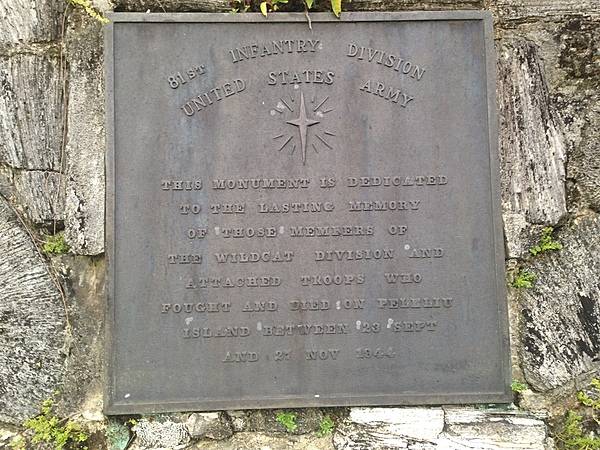 81ST INFANTRY DIVISION
UNITED STATES ARMY
THIS MONUMENT IS DEDICATED
TO THE LASTING MEMORY
OF THOSE MEMBERS OF
THE WILDCAT DIVISION AND
ATTACHED TROOPS WHO
FOUGHT AND DIED ON PELELIU
ISLAND BETWEEN 23 SEPT
AND 27 NOV 1944